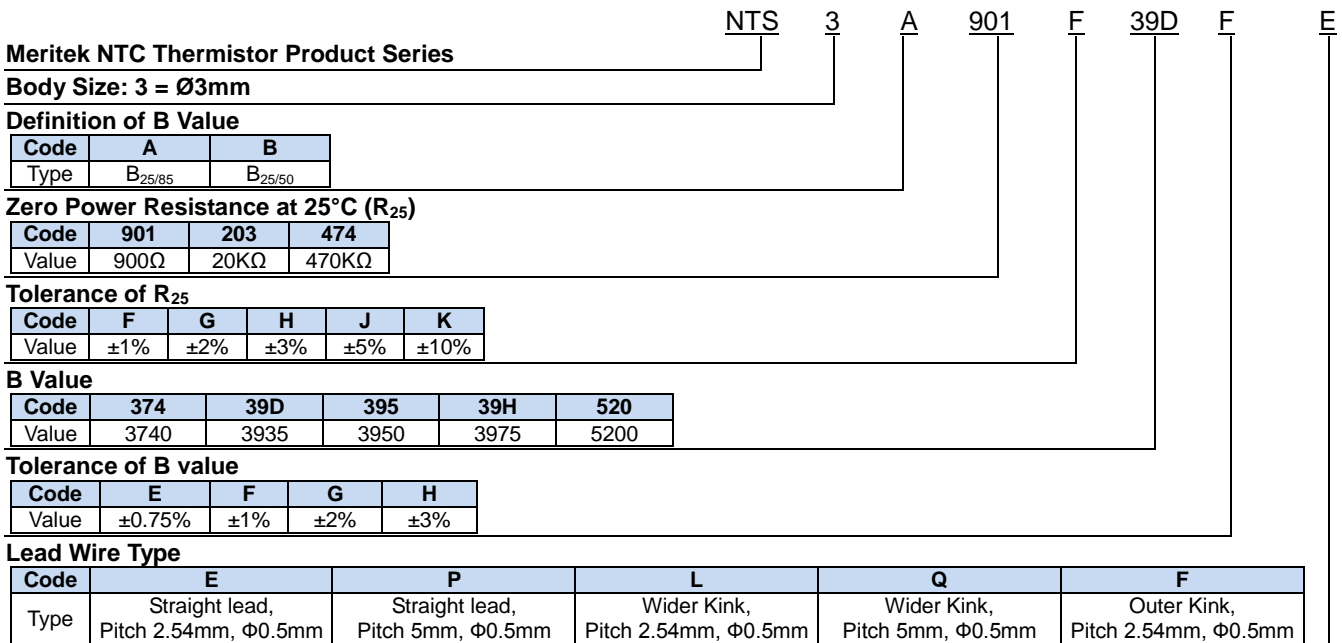 NTS 3 A 901 F 39D F E
Meritek NTC Thermistor Product Series
Body Size: 3 = Ø3mm
Definition of B Value
Code A B
Type B25/85 B25/50
Zero Power Resistance at 25°C (R25)
Code 901 203 474
Value 900Ω 20KΩ 470KΩ
Tolerance of R25
Code F G H J K
Value ±1% ±2% ±3% ±5% ±10%
B Value
Code 374 39D 395 39H 520
Value 3740 3935 3950 3975 5200
Tolerance of B value
Code E F G H
Value ±0.75% ±1% ±2% ±3%
Lead Wire Type
Code E P L Q F
Type Straight lead, Straight lead, Wider Kink, Wider Kink, Outer Kink,
Pitch 2.54mm, Φ0.5mm Pitch 5mm, Φ0.5mm Pitch 2.54mm, Φ0.5mm Pitch 5mm, Φ0.5mm Pitch 2.54mm, Φ0.5mm